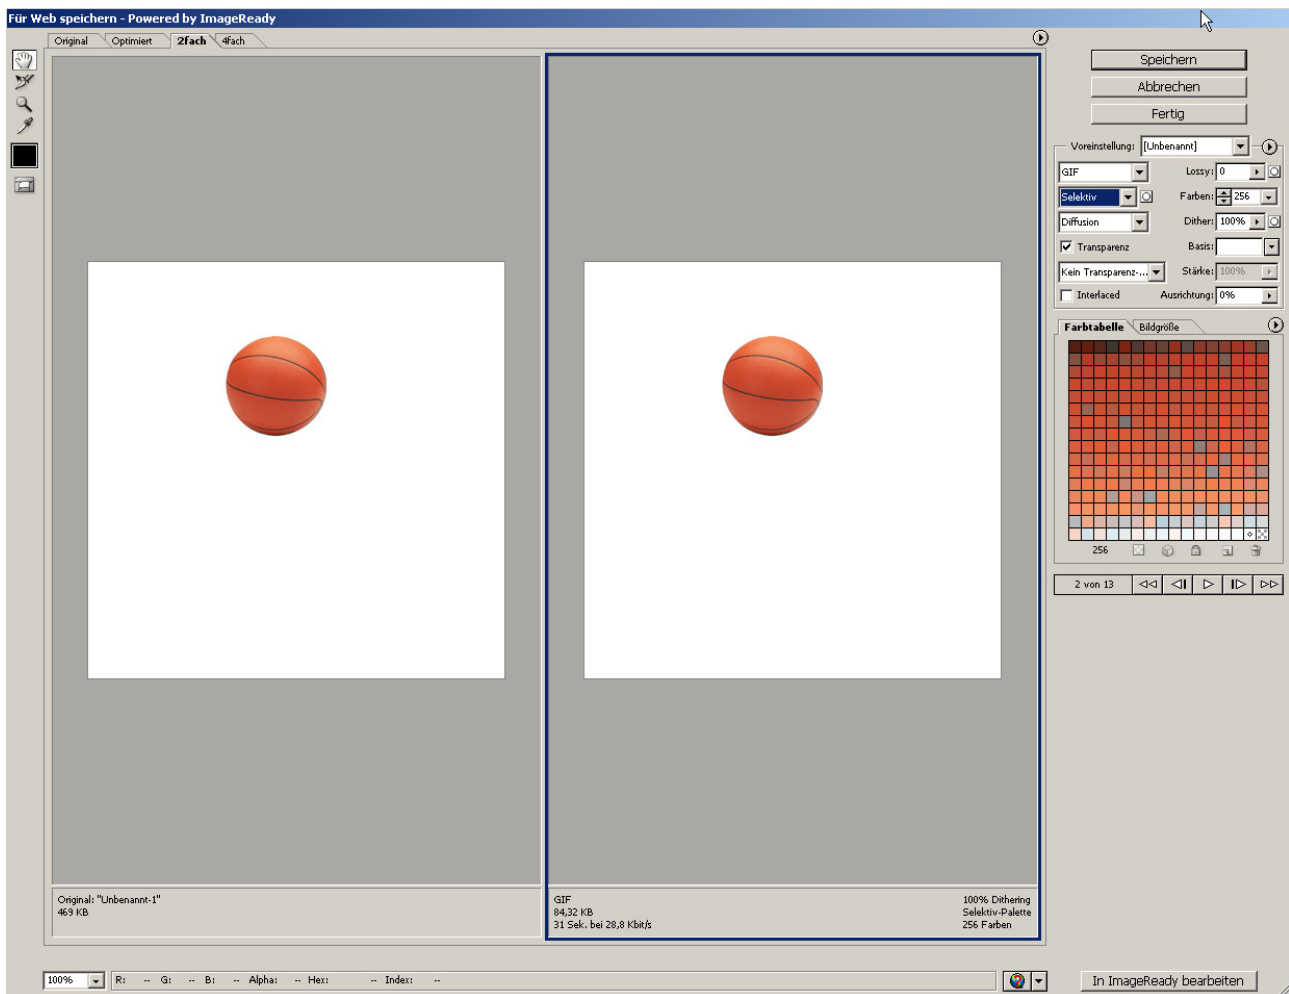 Für Web speichern - Powered by ImageReady
Original Optimiert 2fach 4fach
Speichern
Abbrechen
Fertig
Voreinstellung: [Unbenannt]
GIF Lossy: 0
Selektiv Farben: 256
Diffusion Dither: 100%
Transparenz Basis:
Kein Transparenz-... Stärke: 100%
Interlaced Ausrichtung: 0%
Farbtabelle Bildgröße
256
2 von 13
Original: "Unbenannt-1"
469 KB
GIF 100% Dithering
84,32 KB Selektiv-Palette
31 Sek. bei 28,8 Kbit/s 256 Farben
100% R: -- G: -- B: -- Alpha: -- Hex: -- Index: --
In ImageReady bearbeiten